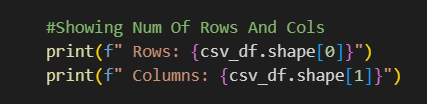 #Showing Num Of Rows And Cols
print(f" Rows: {csv_df.shape[0]}")
print(f" Columns: {csv_df.shape[1]}")